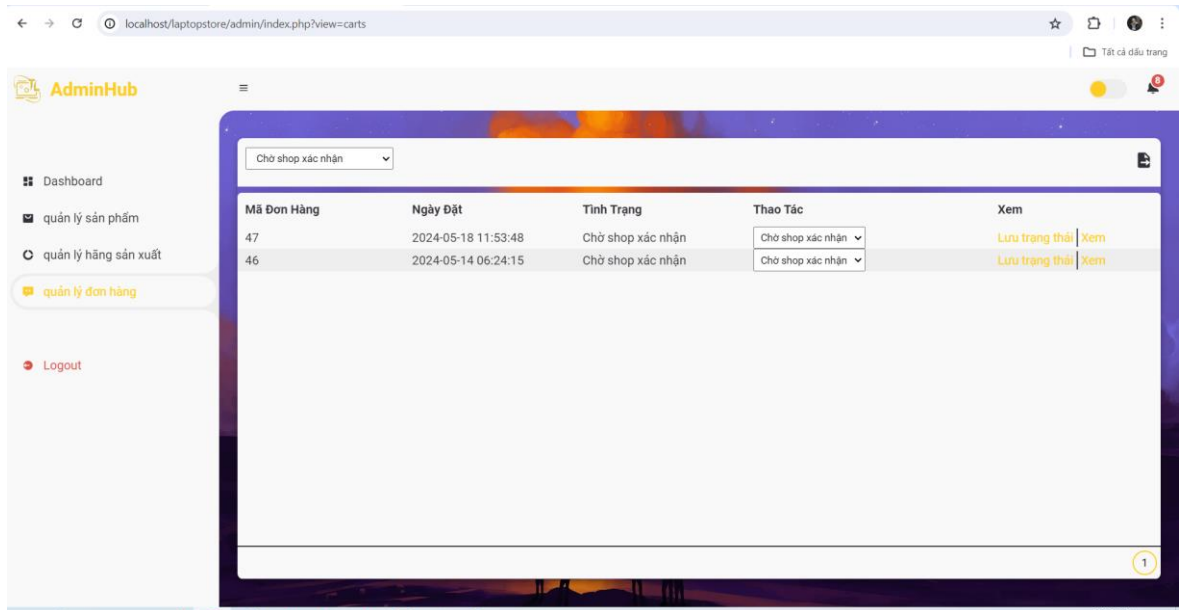 localhost/laptopstore/admin/index.php?view=carts
Tất cả dấu trang
AdminHub
8
Chờ shop xác nhận
Dashboard
quản lý sản phẩm
quản lý hãng sản xuất
quản lý đơn hàng
Logout
Mã Đơn Hàng Ngày Đặt Tình Trạng Thao Tác Xem
47 2024-05-18 11:53:48 Chờ shop xác nhận Chờ shop xác nhận Lưu trạng thái Xem
46 2024-05-14 06:24:15 Chờ shop xác nhận Chờ shop xác nhận Lưu trạng thái Xem
1